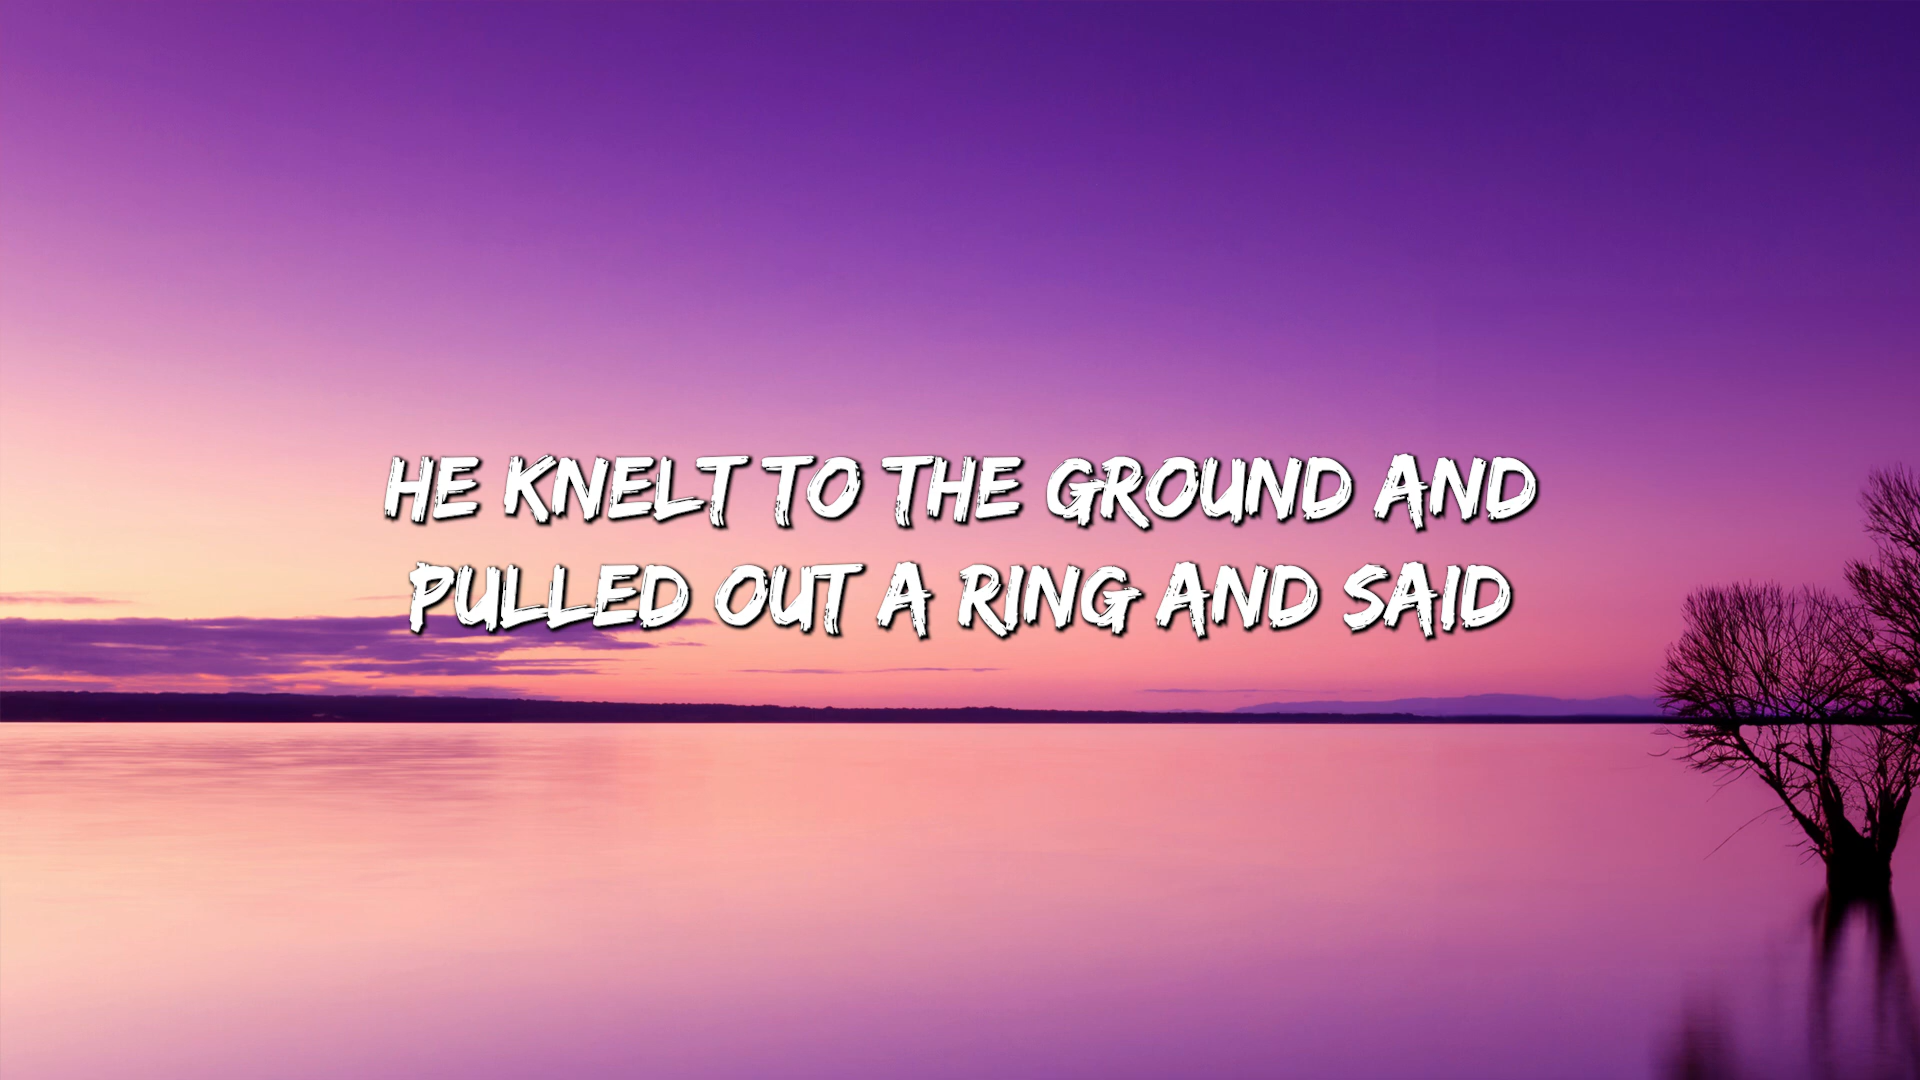 HE KNELT TO THE GROUND AND
PULLED OUT A RING AND SAID